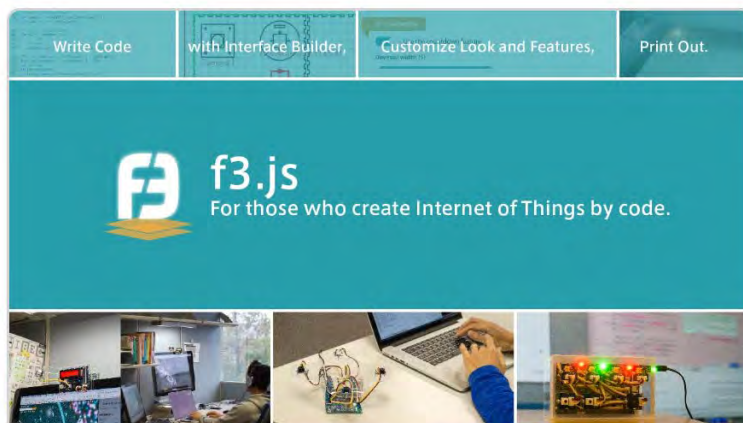 Write Code
with Interface Builder,
Customize Look and Features,
Print Out.
f3.js
For those who create Internet of Things by code.